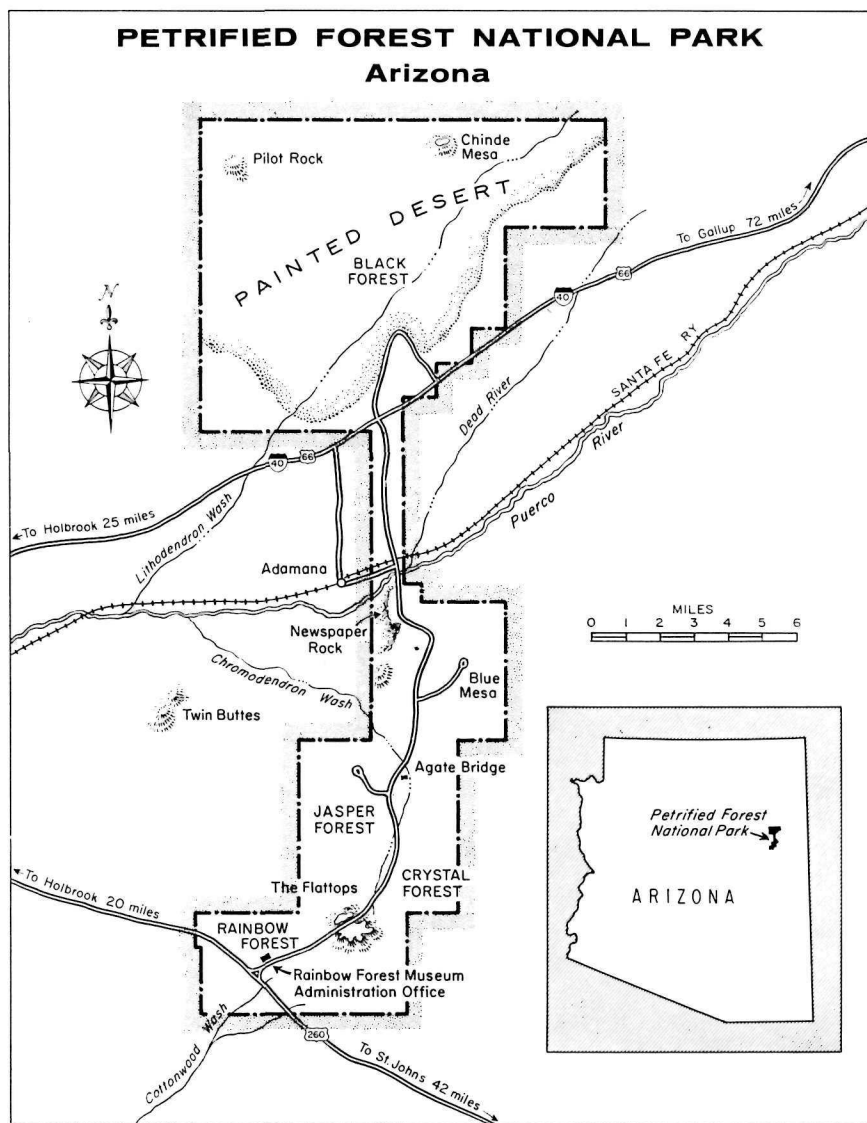 PETRIFIED FOREST NATIONAL PARK
Arizona
Pilot Rock
Chinde
Mesa
PAINTED DESERT
BLACK
FOREST
To Gallup 72 miles
66
40
N
SANTA FE RY
Dead River
Puerco River
40
66
To Holbrook 25 miles
Lithodendron Wash
Adamana
Newspaper
Rock
Chromodendron Wash
Blue
Mesa
Twin Buttes
Agate Bridge
JASPER
FOREST
CRYSTAL
FOREST
The Flattops
To Holbrook 20 miles
RAINBOW
FOREST
Rainbow Forest Museum
Administration Office
Cottonwood Wash
260
To St. Johns 42 miles
MILES
0 1 2 3 4 5 6
Petrified Forest
National Park
ARIZONA